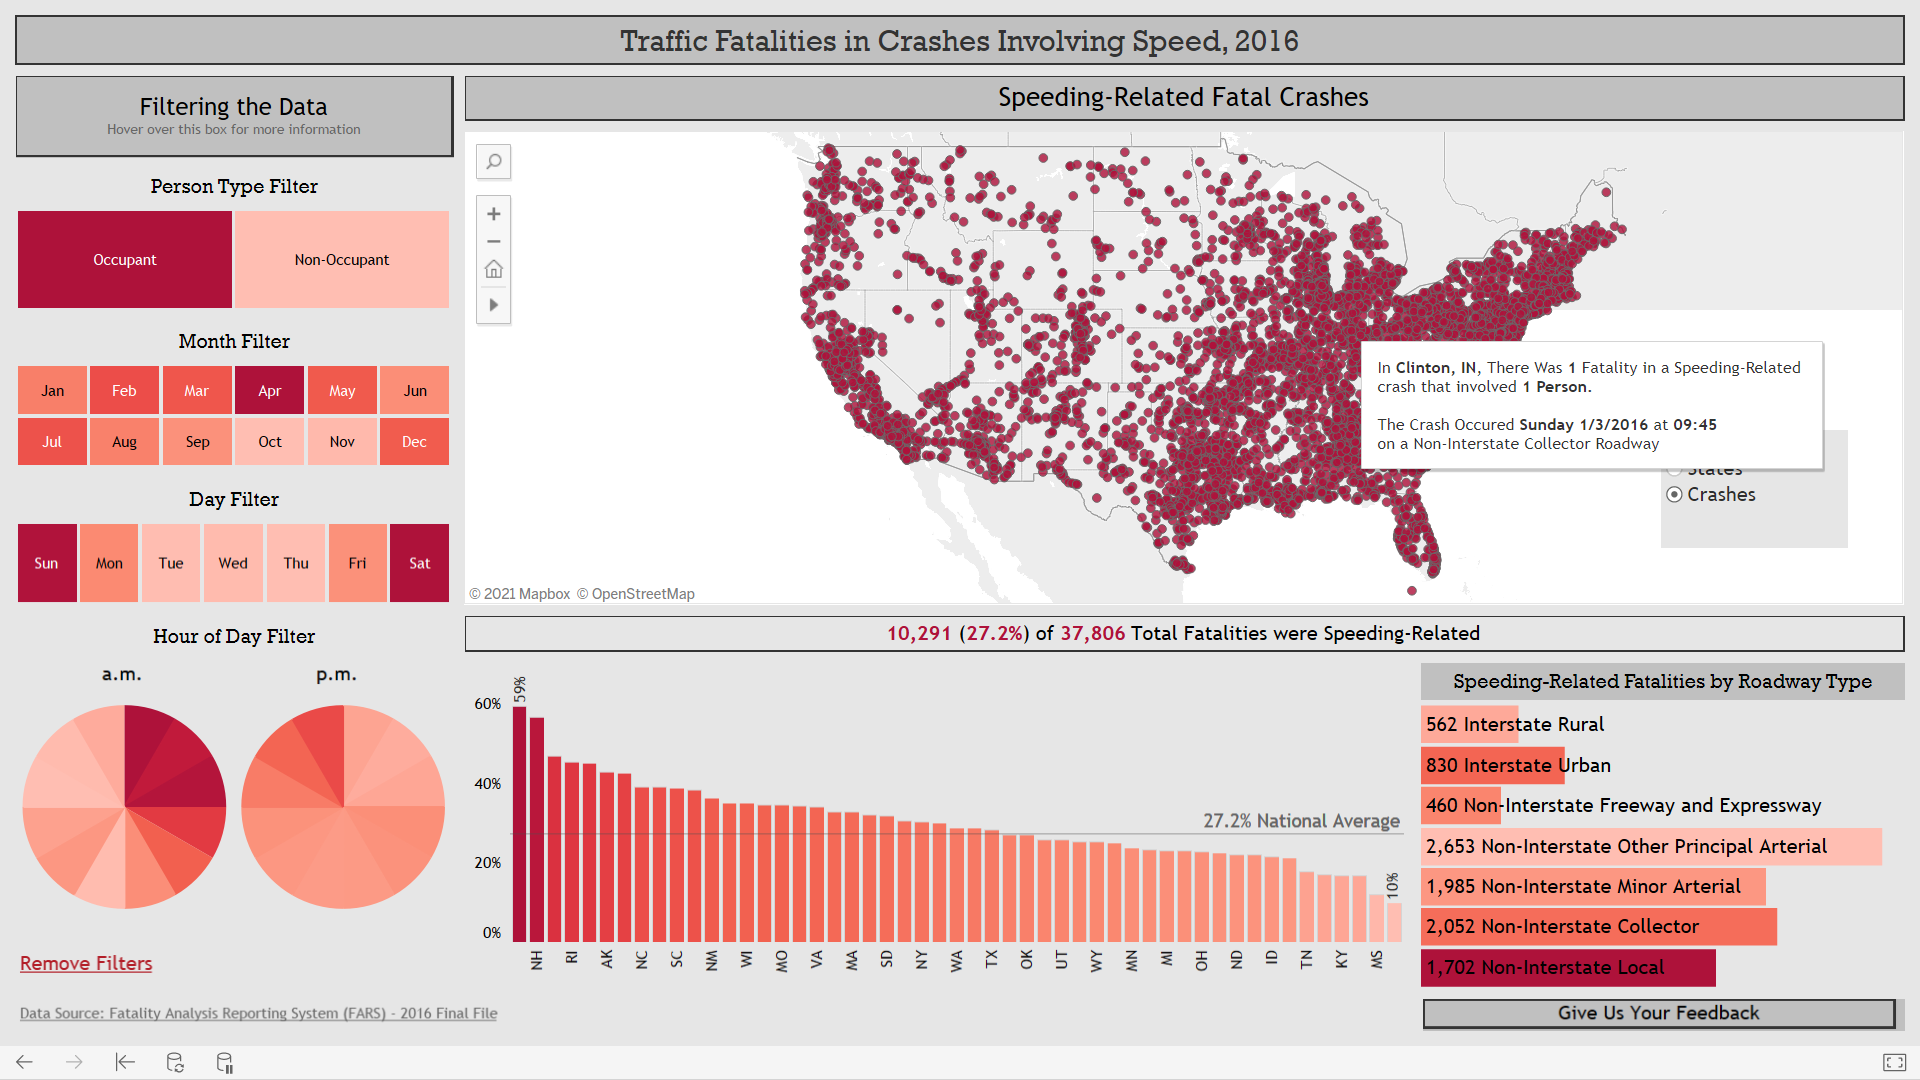 Traffic Fatalities in Crashes Involving Speed, 2016
Filtering the Data
Hover over this box for more information
Person Type Filter
Occupant
Non-Occupant
Month Filter
Jan
Feb
Mar
Apr
May
Jun
Jul
Aug
Sep
Oct
Nov
Dec
Day Filter
Sun
Mon
Tue
Wed
Thu
Fri
Sat
Hour of Day Filter
a.m.
p.m.
Remove Filters
Data Source: Fatality Analysis Reporting System (FARS) - 2016 Final File
Speeding-Related Fatal Crashes
In Clinton, IN, There Was 1 Fatality in a Speeding-Related
crash that involved 1 Person.
The Crash Occured Sunday 1/3/2016 at 09:45
on a Non-Interstate Collector Roadway
States
Crashes
© 2021 Mapbox © OpenStreetMap
10,291 (27.2%) of 37,806 Total Fatalities were Speeding-Related
60%
40%
20%
0%
59%
27.2% National Average
10%
NH
RI
AK
NC
SC
NM
WI
MO
VA
MA
SD
NY
WA
TX
OK
UT
WY
MN
MI
OH
ND
ID
TN
KY
MS
Speeding-Related Fatalities by Roadway Type
562 Interstate Rural
830 Interstate Urban
460 Non-Interstate Freeway and Expressway
2,653 Non-Interstate Other Principal Arterial
1,985 Non-Interstate Minor Arterial
2,052 Non-Interstate Collector
1,702 Non-Interstate Local
Give Us Your Feedback